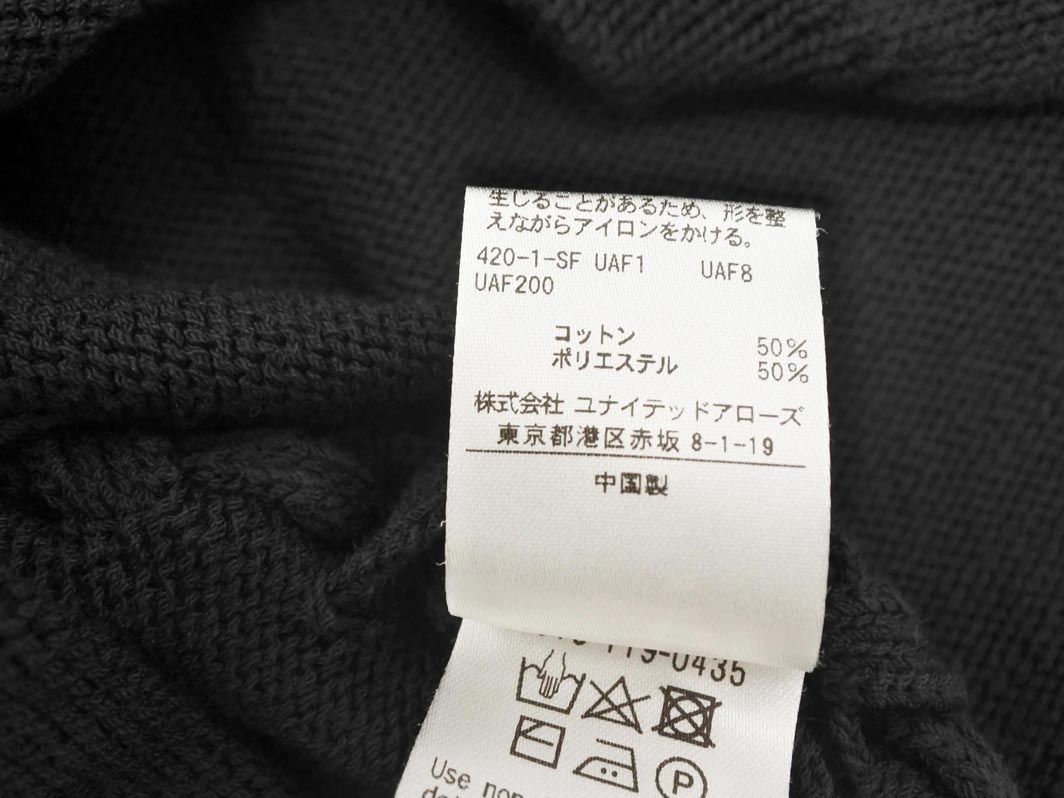 生じることがあるため、形を整
えながらアイロンをかける。
420-1-SF UAF1 UAF8
UAF200
コットン 50%
ポリエステル 50%
株式会社 ユナイテッドアローズ
東京都港区赤坂 8-1-19
中国製
119-0435
P
Use non